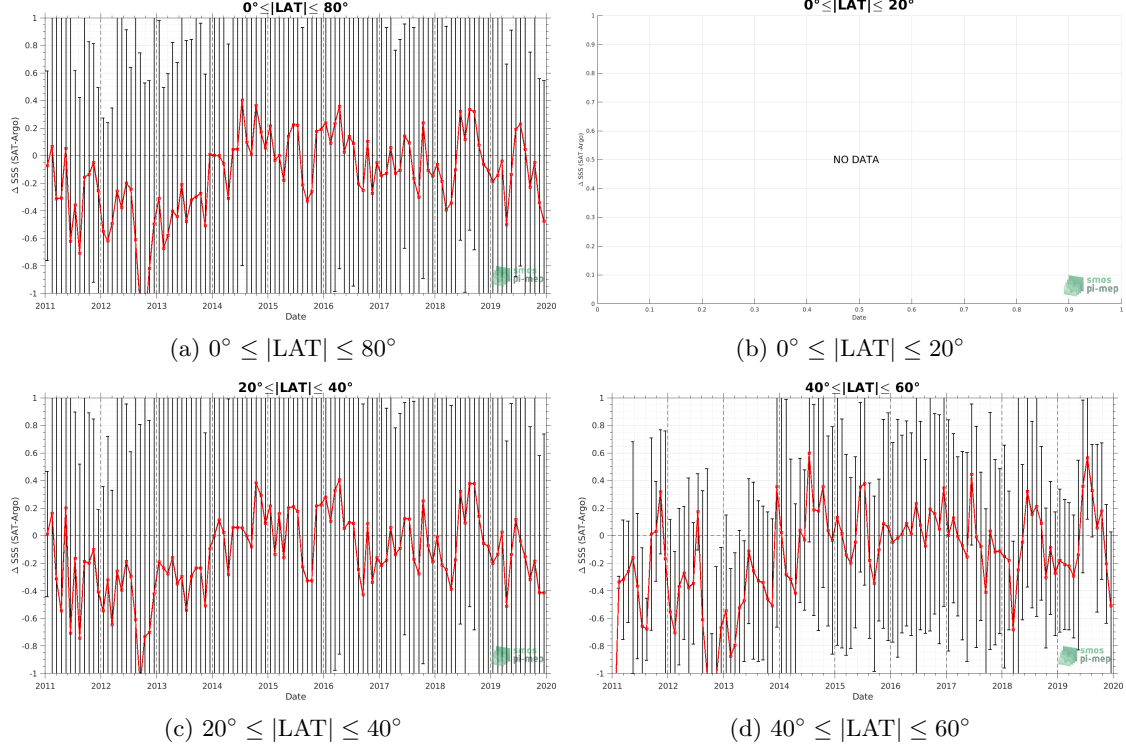 0°≤|LAT|≤ 80°
1
0.8
0.6
0.4
0.2
0
-0.2
-0.4
-0.6
-0.8
-1
Δ SSS (SAT-Argo)
2011 2012 2013 2014 2015 2016 2017 2018 2019 2020
Date
smos
pi-mep
(a) 0° ≤ |LAT| ≤ 80°
0°≤|LAT|≤ 20°
1
0.9
0.8
0.7
0.6
0.5
0.4
0.3
0.2
0.1
0
Δ SSS (SAT-Argo)
NO DATA
0 0.1 0.2 0.3 0.4 0.5 0.6 0.7 0.8 0.9 1
Date
smos
pi-mep
(b) 0° ≤ |LAT| ≤ 20°
20°≤|LAT|≤ 40°
1
0.8
0.6
0.4
0.2
0
-0.2
-0.4
-0.6
-0.8
-1
Δ SSS (SAT-Argo)
2011 2012 2013 2014 2015 2016 2017 2018 2019 2020
Date
smos
pi-mep
(c) 20° ≤ |LAT| ≤ 40°
40°≤|LAT|≤ 60°
1
0.8
0.6
0.4
0.2
0
-0.2
-0.4
-0.6
-0.8
-1
Δ SSS (SAT-Argo)
2011 2012 2013 2014 2015 2016 2017 2018 2019 2020
Date
smos
pi-mep
(d) 40° ≤ |LAT| ≤ 60°